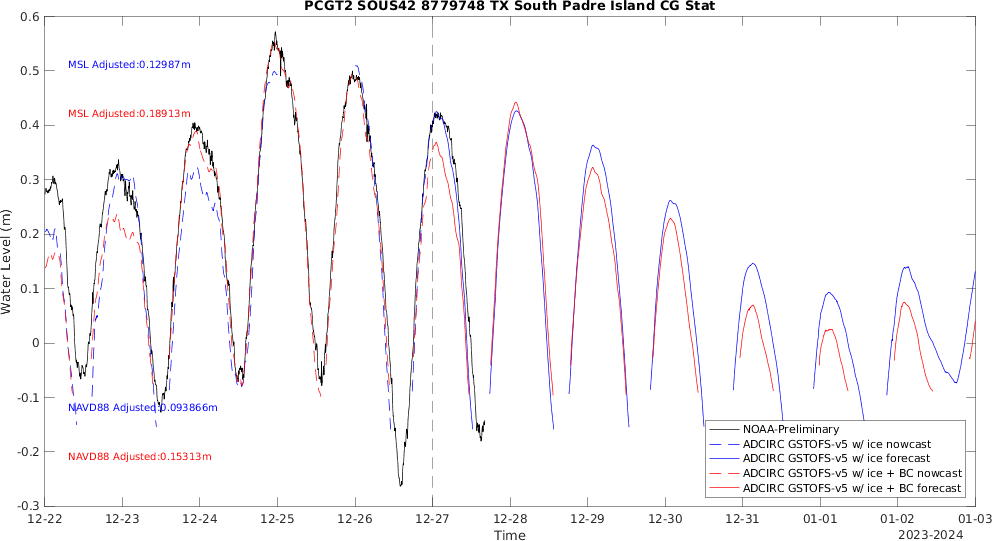 PCGT2 SOUS42 8779748 TX South Padre Island CG Stat
Water Level (m)
0.6
0.5
0.4
0.3
0.2
0.1
0
-0.1
-0.2
-0.3
MSL Adjusted:0.12987m
MSL Adjusted:0.18913m
NAVD88 Adjusted:0.093866m
NAVD88 Adjusted:0.15313m
NOAA-Preliminary
ADCIRC GSTOFS-v5 w/ ice nowcast
ADCIRC GSTOFS-v5 w/ ice forecast
ADCIRC GSTOFS-v5 w/ ice + BC nowcast
ADCIRC GSTOFS-v5 w/ ice + BC forecast
12-22 12-23 12-24 12-25 12-26 12-27 12-28 12-29 12-30 12-31 01-01 01-02 01-03
Time
2023-2024